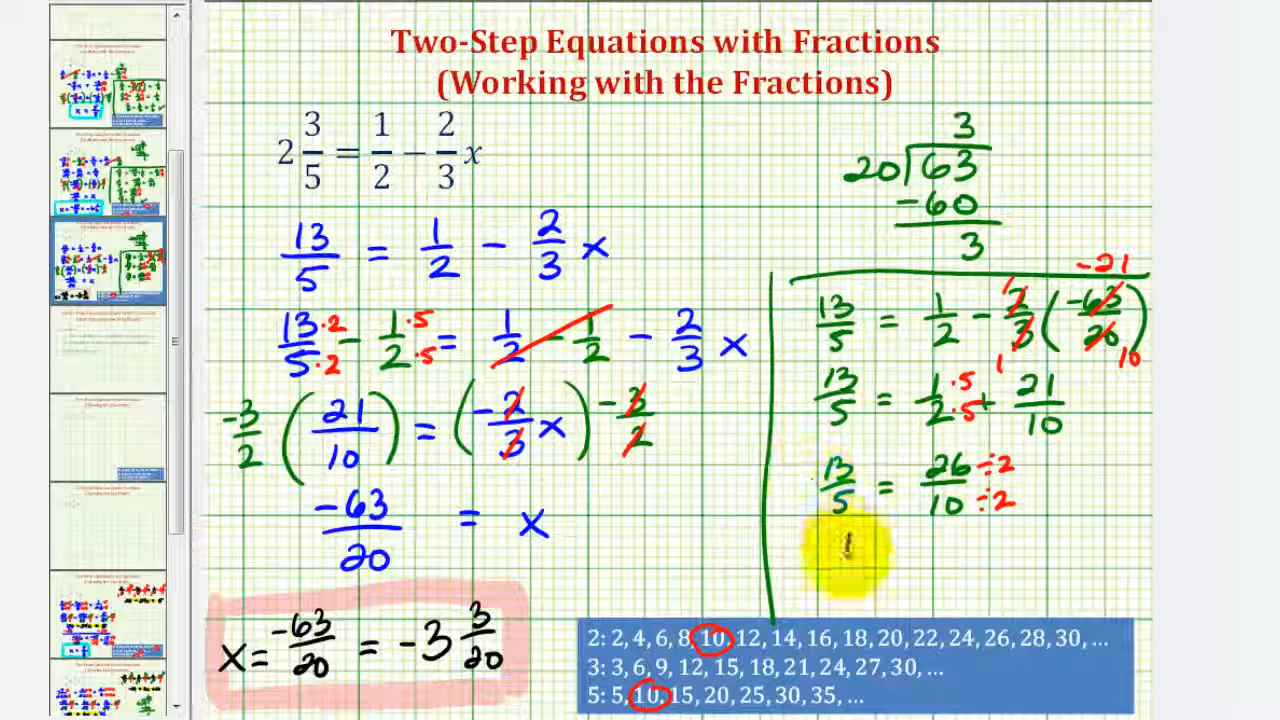 Two-Step Equations with Fractions
(Working with the Fractions)
2 3/5 = 1/2 − 2/3 x
13/5 = 1/2 − 2/3 x
13/5 ·2/·2 − 1/2 ·5/·5 = 1/2 − 1/2 − 2/3 x
-3/2 (21/10) = (-2/3 x) -3/2
-63/20 = x
x = -63/20 = -3 3/20
3
20 63
-60
3
-21
13/5 = 1/2 - 2/3 (-63/20)
1 1 10
13/5 = 1/2 ·5/·5 + 21/10
13/5 = 26/10 ÷2/÷2
2: 2, 4, 6, 8, 10, 12, 14, 16, 18, 20, 22, 24, 26, 28, 30, ...
3: 3, 6, 9, 12, 15, 18, 21, 24, 27, 30, ...
5: 5, 10, 15, 20, 25, 30, 35, ...